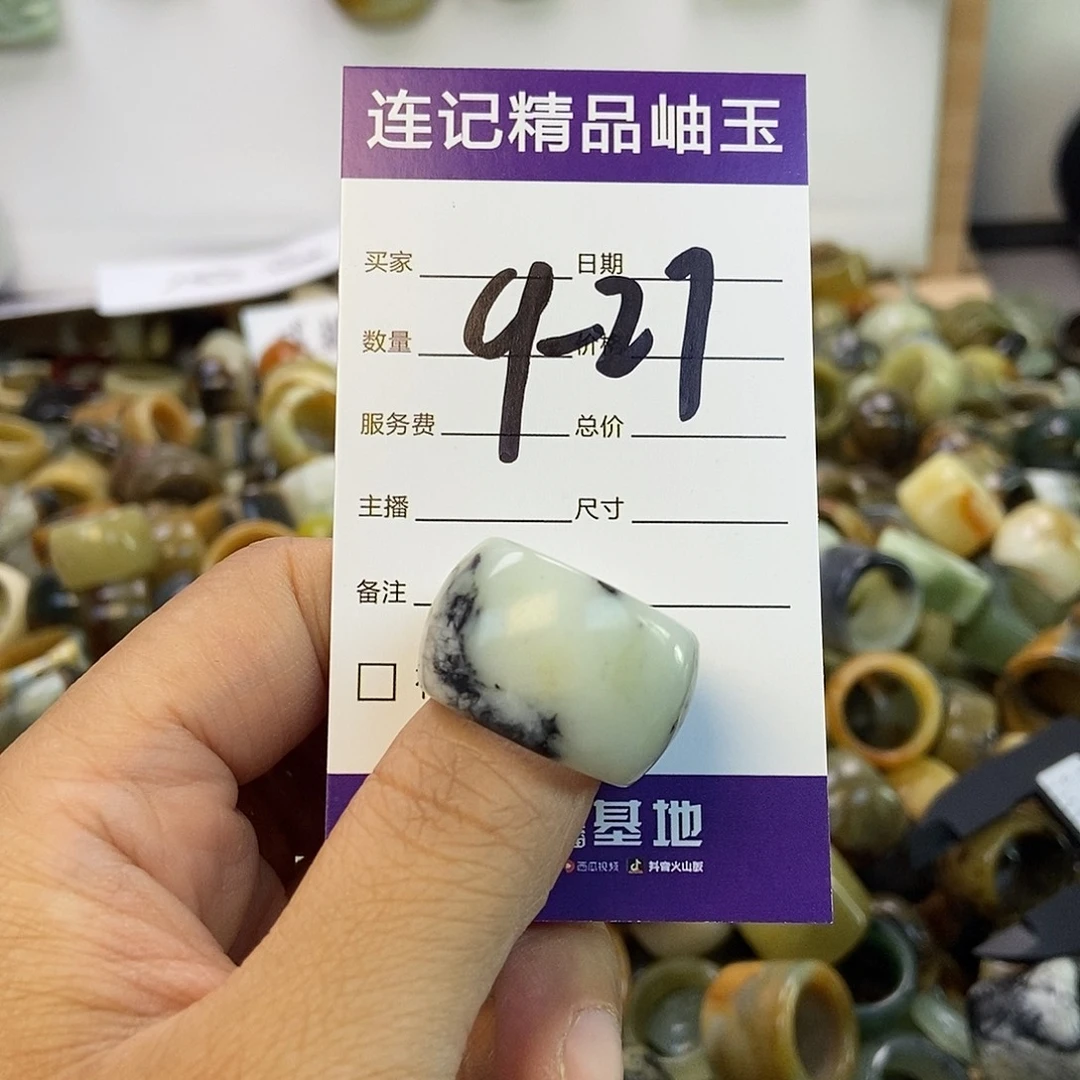 连记精品岫玉
买家 日期
9-27
数量
服务费 总价
主播 尺寸
备注
基地
西瓜视频 抖音火山版